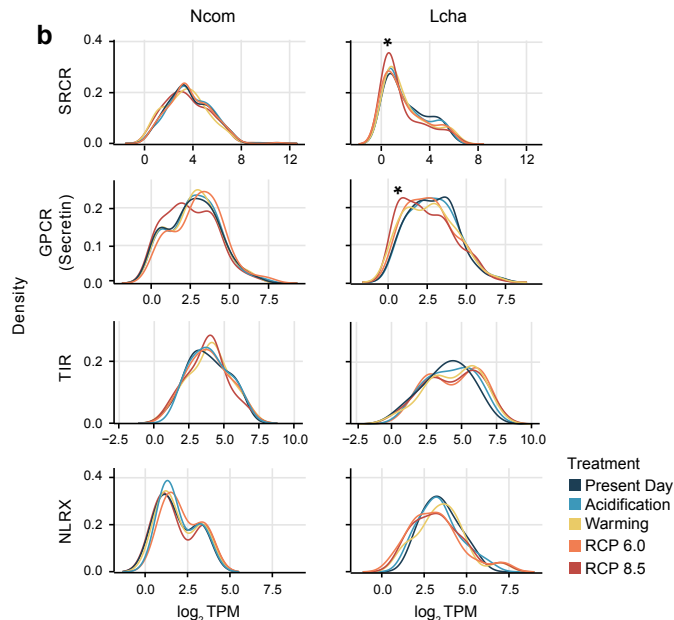 b
Ncom
Lcha
Density
SRCR
0.4
0.2
0.0
0 4 8 12
*
0 4 8 12
GPCR
(Secretin)
0.2
0.1
0.0
0.0 2.5 5.0 7.5
*
0.0 2.5 5.0 7.5
TIR
0.2
0.0
−2.5 0.0 2.5 5.0 7.5 10.0
−2.5 0.0 2.5 5.0 7.5 10.0
NLRX
0.4
0.2
0.0
0.0 2.5 5.0 7.5
0.0 2.5 5.0 7.5
log₂ TPM
log₂ TPM
Treatment
Present Day
Acidification
Warming
RCP 6.0
RCP 8.5